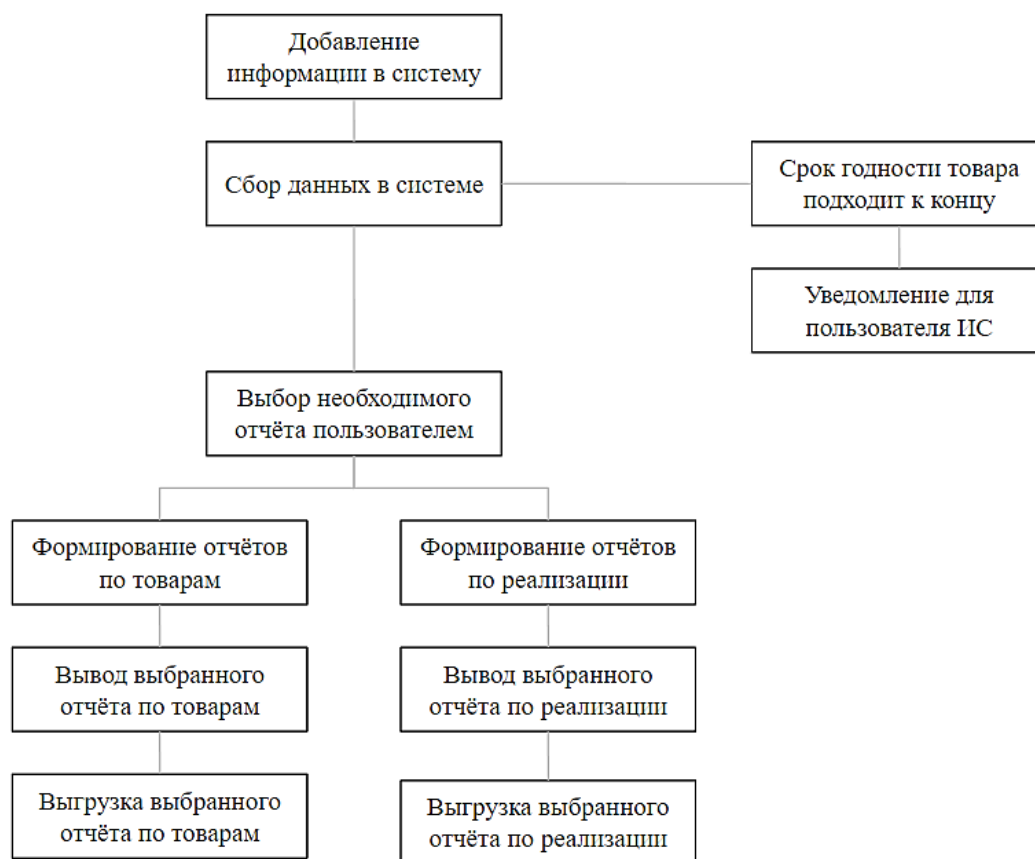 Добавление
информации в систему
Сбор данных в системе
Срок годности товара
подходит к концу
Уведомление для
пользователя ИС
Выбор необходимого
отчёта пользователем
Формирование отчётов
по товарам
Формирование отчётов
по реализации
Вывод выбранного
отчёта по товарам
Вывод выбранного
отчёта по реализации
Выгрузка выбранного
отчёта по товарам
Выгрузка выбранного
отчёта по реализации